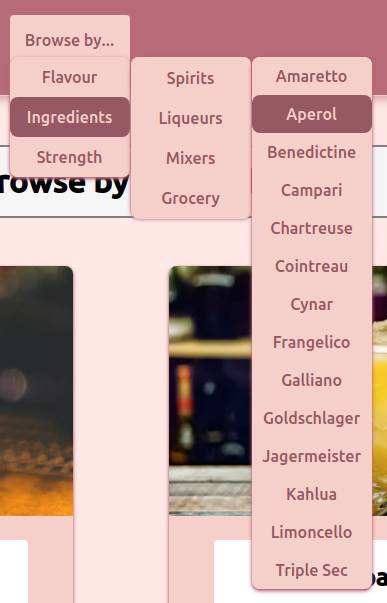 Browse by...
Flavour
Ingredients
Strength
Spirits
Liqueurs
Mixers
Grocery
Amaretto
Aperol
Benedictine
Campari
Chartreuse
Cointreau
Cynar
Frangelico
Galliano
Goldschlager
Jagermeister
Kahlua
Limoncello
Triple Sec
rowse by